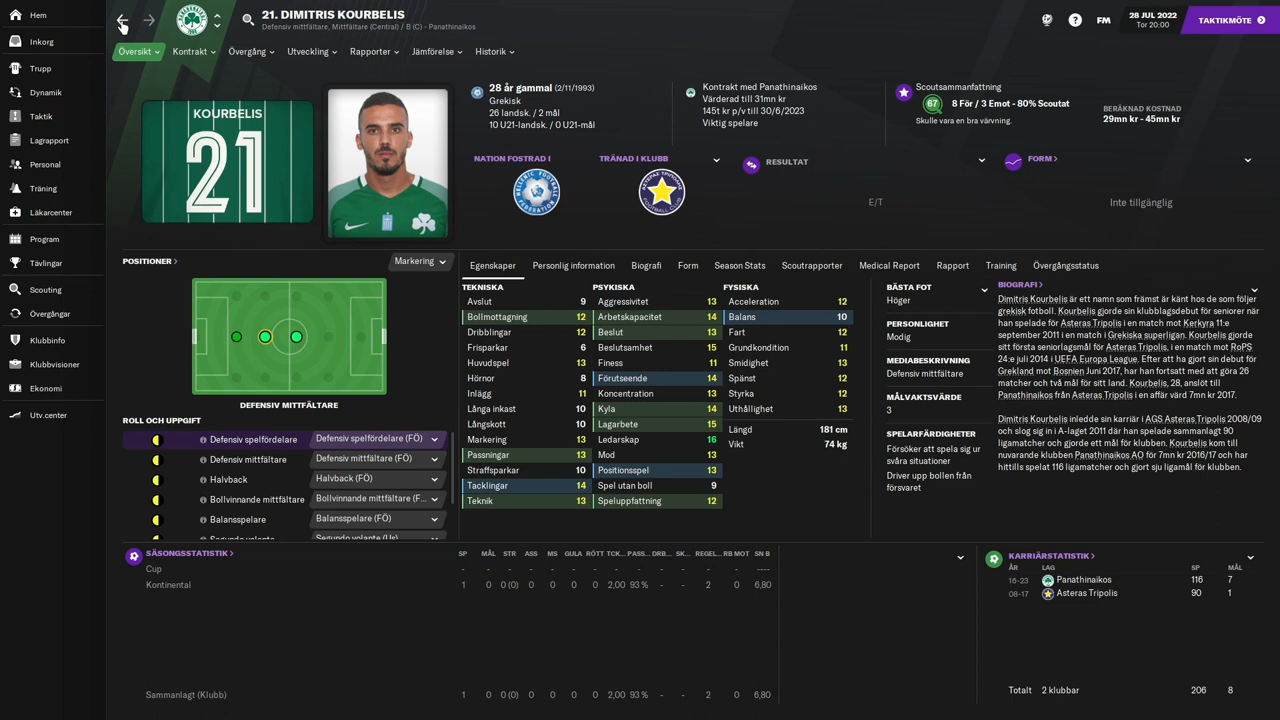 21. DIMITRIS KOURBELIS
Defensiv mittfältare, Mittfältare (Central) / B (C) - Panathinaikos
FM
28 JUL 2022
Tor 20:00
TAKTIKMÖTE
Hem
Inkorg
Trupp
Dynamik
Taktik
Lagrapport
Personal
Träning
Läkarcenter
Program
Tävlingar
Scouting
Övergångar
Klubbinfo
Klubbvisioner
Ekonomi
Utv.center
Översikt
Kontrakt
Övergång
Utveckling
Rapporter
Jämförelse
Historik
KOURBELIS
21
28 år gammal (2/11/1993)
Grekisk
26 landsk. / 2 mål
10 U21-landsk. / 0 U21-mål
Kontrakt med Panathinaikos
Värderad till 31mn kr
145t kr p/v till 30/6/2023
Viktig spelare
Scoutsammanfattning
67
8 För / 3 Emot - 80% Scoutat
Skulle vara en bra värvning.
BERÄKNAD KOSTNAD
29mn kr - 45mn kr
NATION FOSTRAD I
TRÄNAD I KLUBB
RESULTAT
E/T
FORM >
Inte tillgänglig
POSITIONER >
Markering
DEFENSIV MITTFÄLTARE
ROLL OCH UPPGIFT
Defensiv spelfördelare Defensiv spelfördelare (FÖ)
Defensiv mittfältare Defensiv mittfältare (FÖ)
Halvback Halvback (FÖ)
Bollvinnande mittfältare Bollvinnande mittfältare (F...
Balansspelare Balansspelare (FÖ)
Segundo volante Segundo volante (Us)
Egenskaper
Personlig information
Biografi
Form
Season Stats
Scoutrapporter
Medical Report
Rapport
Training
Övergångsstatus
TEKNISKA
Avslut 9
Bollmottagning 12
Dribblingar 12
Frisparkar 6
Huvudspel 13
Hörnor 8
Inlägg 11
Långa inkast 10
Långskott 10
Markering 13
Passningar 13
Straffsparkar 10
Tacklingar 14
Teknik 13
PSYKISKA
Aggressivitet 13
Arbetskapacitet 14
Beslut 13
Beslutsamhet 15
Finess 11
Förutseende 14
Koncentration 13
Kyla 14
Lagarbete 15
Ledarskap 16
Mod 13
Positionsspel 13
Spel utan boll 9
Speluppfattning 12
FYSISKA
Acceleration 12
Balans 10
Fart 12
Grundkondition 11
Smidighet 13
Spänst 12
Styrka 12
Uthållighet 13
Längd 181 cm
Vikt 74 kg
BÄSTA FOT
Höger
PERSONLIGHET
Modig
MEDIABESKRIVNING
Defensiv mittfältare
MÅLVAKTSVÄRDE
3
SPELARFÄRDIGHETER
Försöker att spela sig ur
svåra situationer
Driver upp bollen från
försvaret
BIOGRAFI >
Dimitris Kourbelis är ett namn som främst är känt hos de som följer
grekisk fotboll. Kourbelis gjorde sin klubblagsdebut för seniorer när
han spelade för Asteras Tripolis i en match mot Kerkyra 11:e
september 2011 i en match i Grekiska superligan. Kourbelis gjorde
sitt första seniorlagsmål för Asteras Tripolis, i en match mot RoPS
24:e juli 2014 i UEFA Europa League. Efter att ha gjort sin debut för
Grekland mot Bosnien Juni 2017, har han fortsatt med att göra 26
matcher och två mål för sitt land. Kourbelis, 28, anslöt till
Panathinaikos från Asteras Tripolis i en affär värd 7mn kr 2017.
Dimitris Kourbelis inledde sin karriär i AGS Asteras Tripolis 2008/09
och slog sig in i A-laget 2011 där han spelade sammanlagt 90
ligamatcher och gjorde ett mål för klubben. Kourbelis kom till
nuvarande klubben Panathinaikos AO för 7mn kr 2016/17 och har
hittills spelat 116 ligamatcher och gjort sju ligamål för klubben.
SÄSONGSSTATISTIK >
SP MÅL STR ASS MS GULA RÖTT TCK... PASS... DRB... SK... REGEL... RB MOT SN B
Cup - - - - - - - - - - - - - ----
Kontinental 1 0 0 (0) 0 0 0 0 2,00 93 % - - 2 0 6,80
Sammanlagt (Klubb) 1 0 0 (0) 0 0 0 0 2,00 93 % - - 2 0 6,80
KARRIÄRSTATISTIK >
ÅR LAG SP MÅL
16-23 Panathinaikos 116 7
08-17 Asteras Tripolis 90 1
Totalt 2 klubbar 206 8